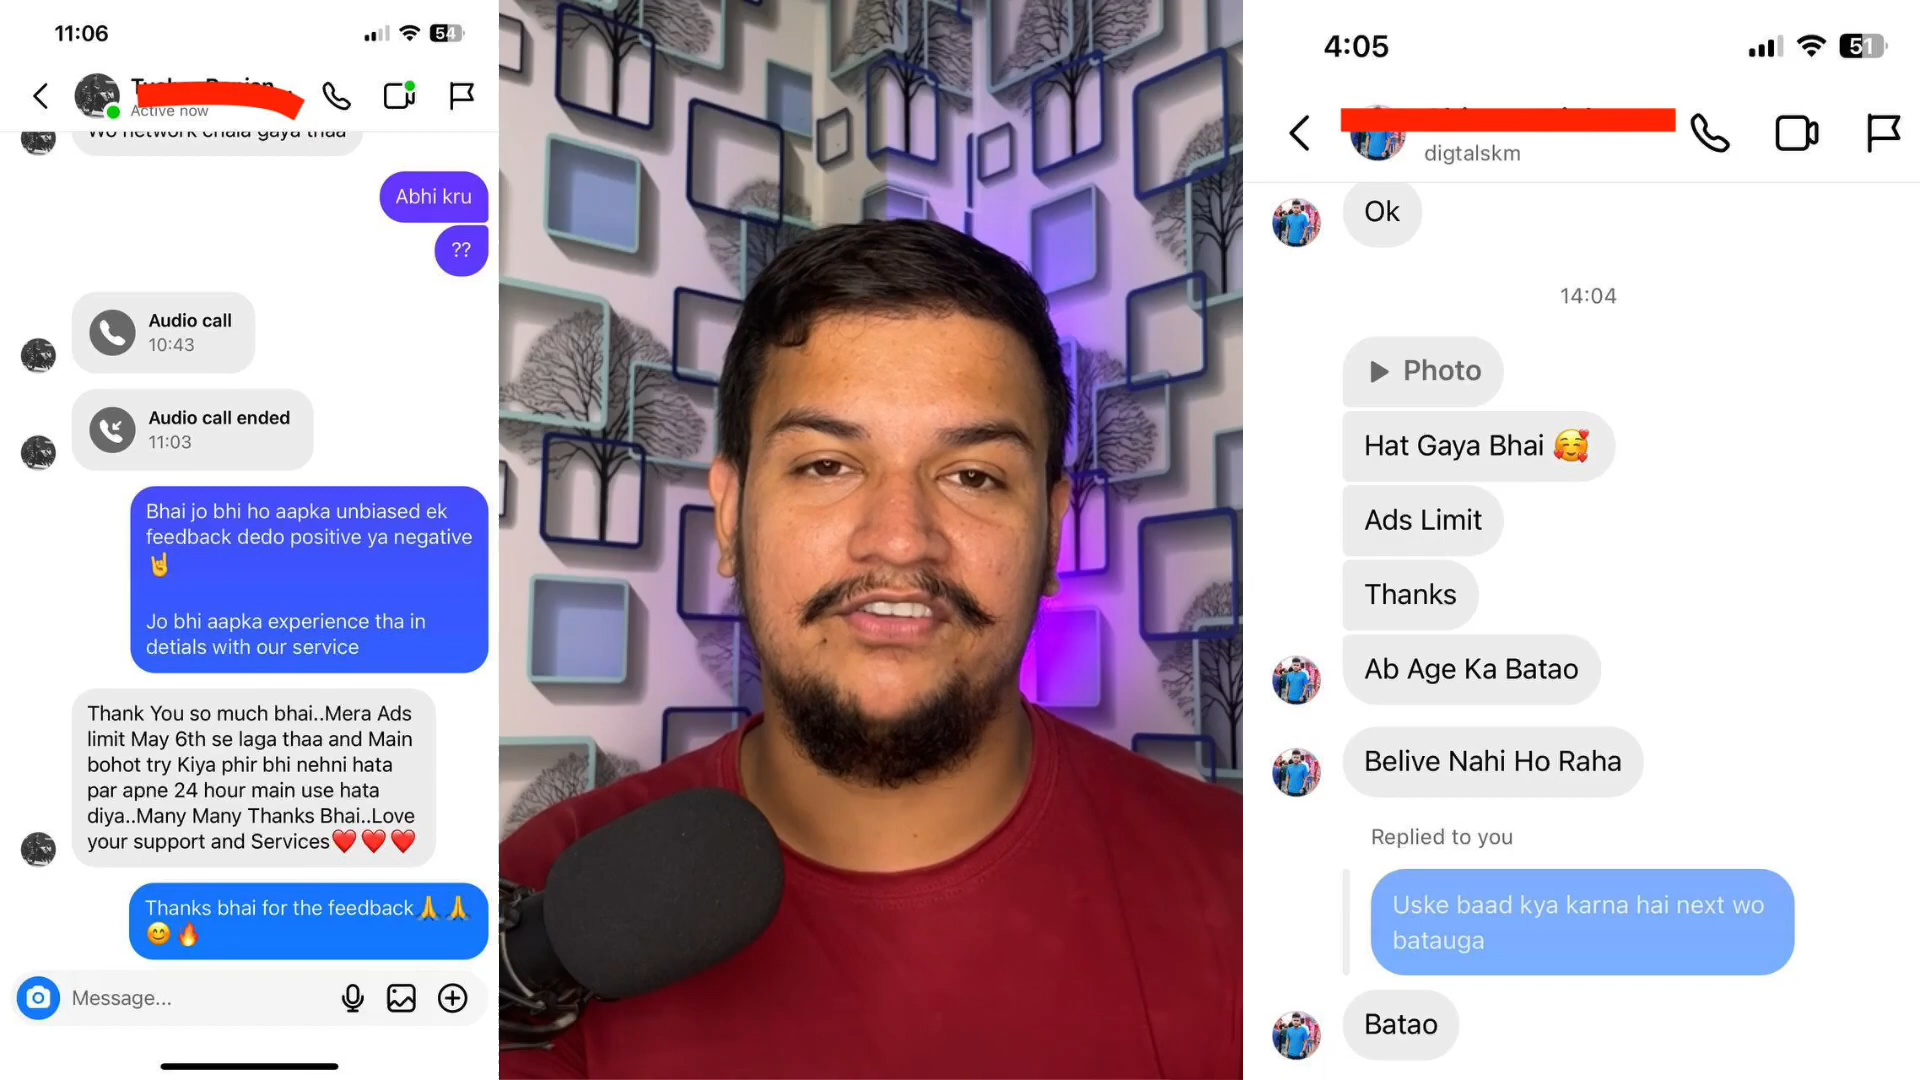 11:06
54
Active now
Wo network chala gaya thaa
Abhi kru
??
Audio call
10:43
Audio call ended
11:03
Bhai jo bhi ho aapka unbiased ek
feedback dedo positive ya negative
🤘
Jo bhi aapka experience tha in
detials with our service
Thank You so much bhai..Mera Ads
limit May 6th se laga thaa and Main
bohot try Kiya phir bhi nehni hata
par apne 24 hour main use hata
diya..Many Many Thanks Bhai..Love
your support and Services❤️❤️❤️
Thanks bhai for the feedback🙏🙏
😊🔥
Message...
4:05
51
digtalskm
Ok
14:04
Photo
Hat Gaya Bhai 🥰
Ads Limit
Thanks
Ab Age Ka Batao
Belive Nahi Ho Raha
Replied to you
Uske baad kya karna hai next wo
batauga
Batao